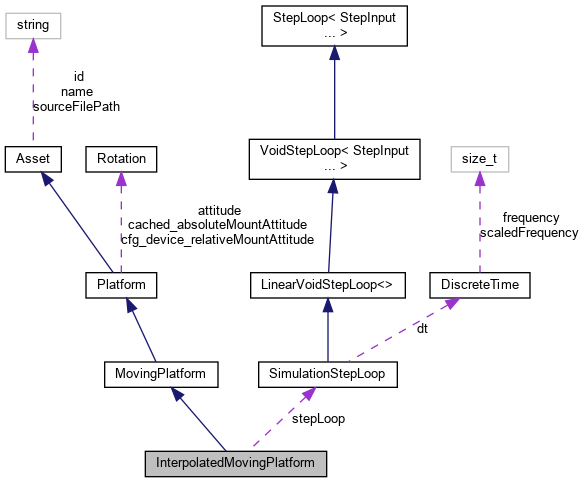 string
StepLoop< StepInput
... >
id
name
sourceFilePath
Asset
Rotation
VoidStepLoop< StepInput
... >
size_t
attitude
cached_absoluteMountAttitude
cfg_device_relativeMountAttitude
frequency
scaledFrequency
Platform
LinearVoidStepLoop<>
DiscreteTime
dt
MovingPlatform
SimulationStepLoop
stepLoop
InterpolatedMovingPlatform